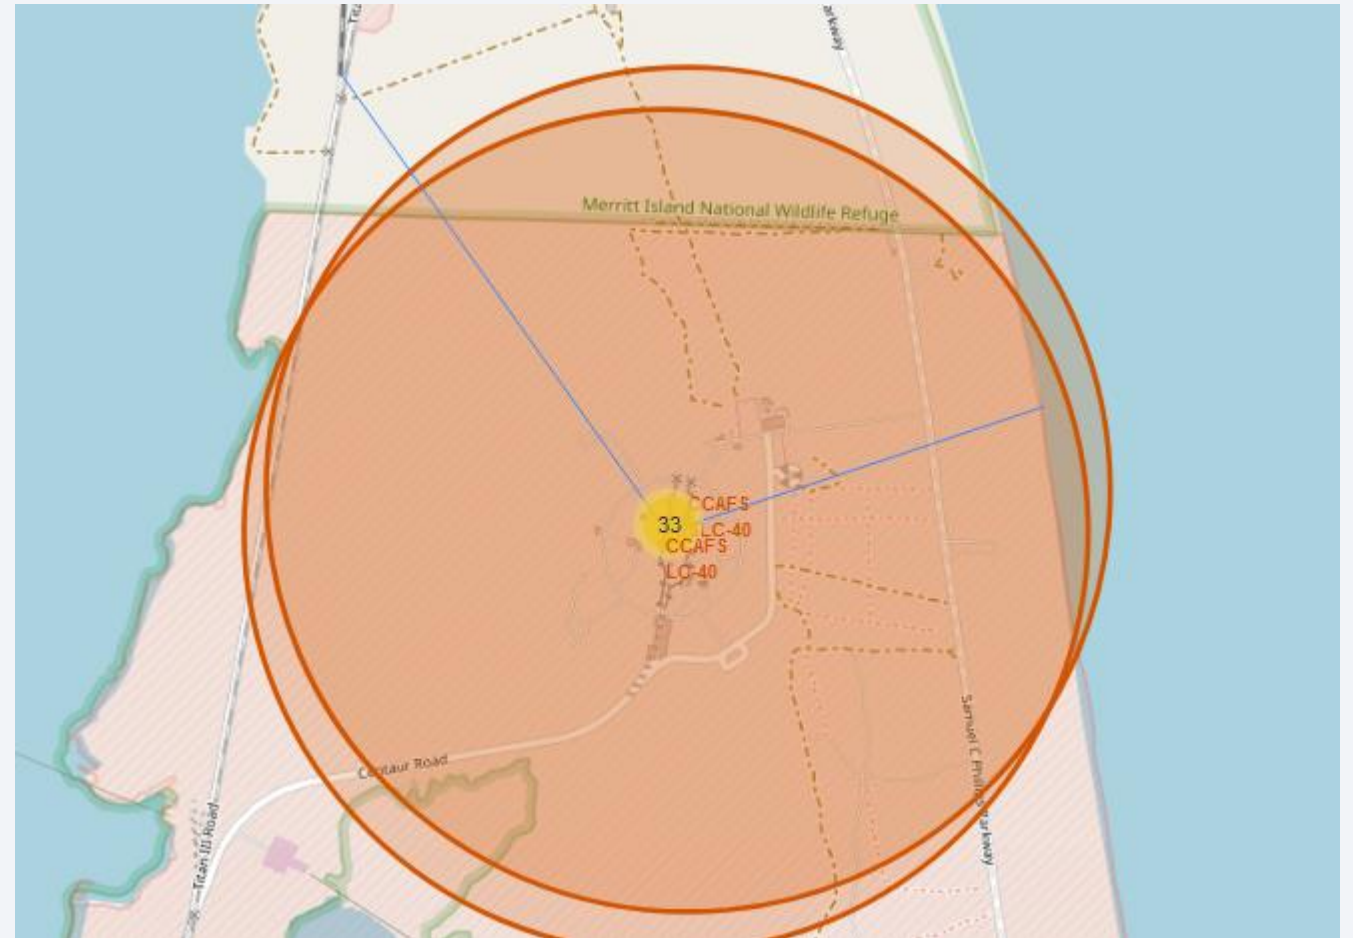 Merritt Island National Wildlife Refuge
CCAFS
LC-40
33
CCAFS
LC-40
Samuel C Phillips Parkway
Centaur Road
Titan III Road